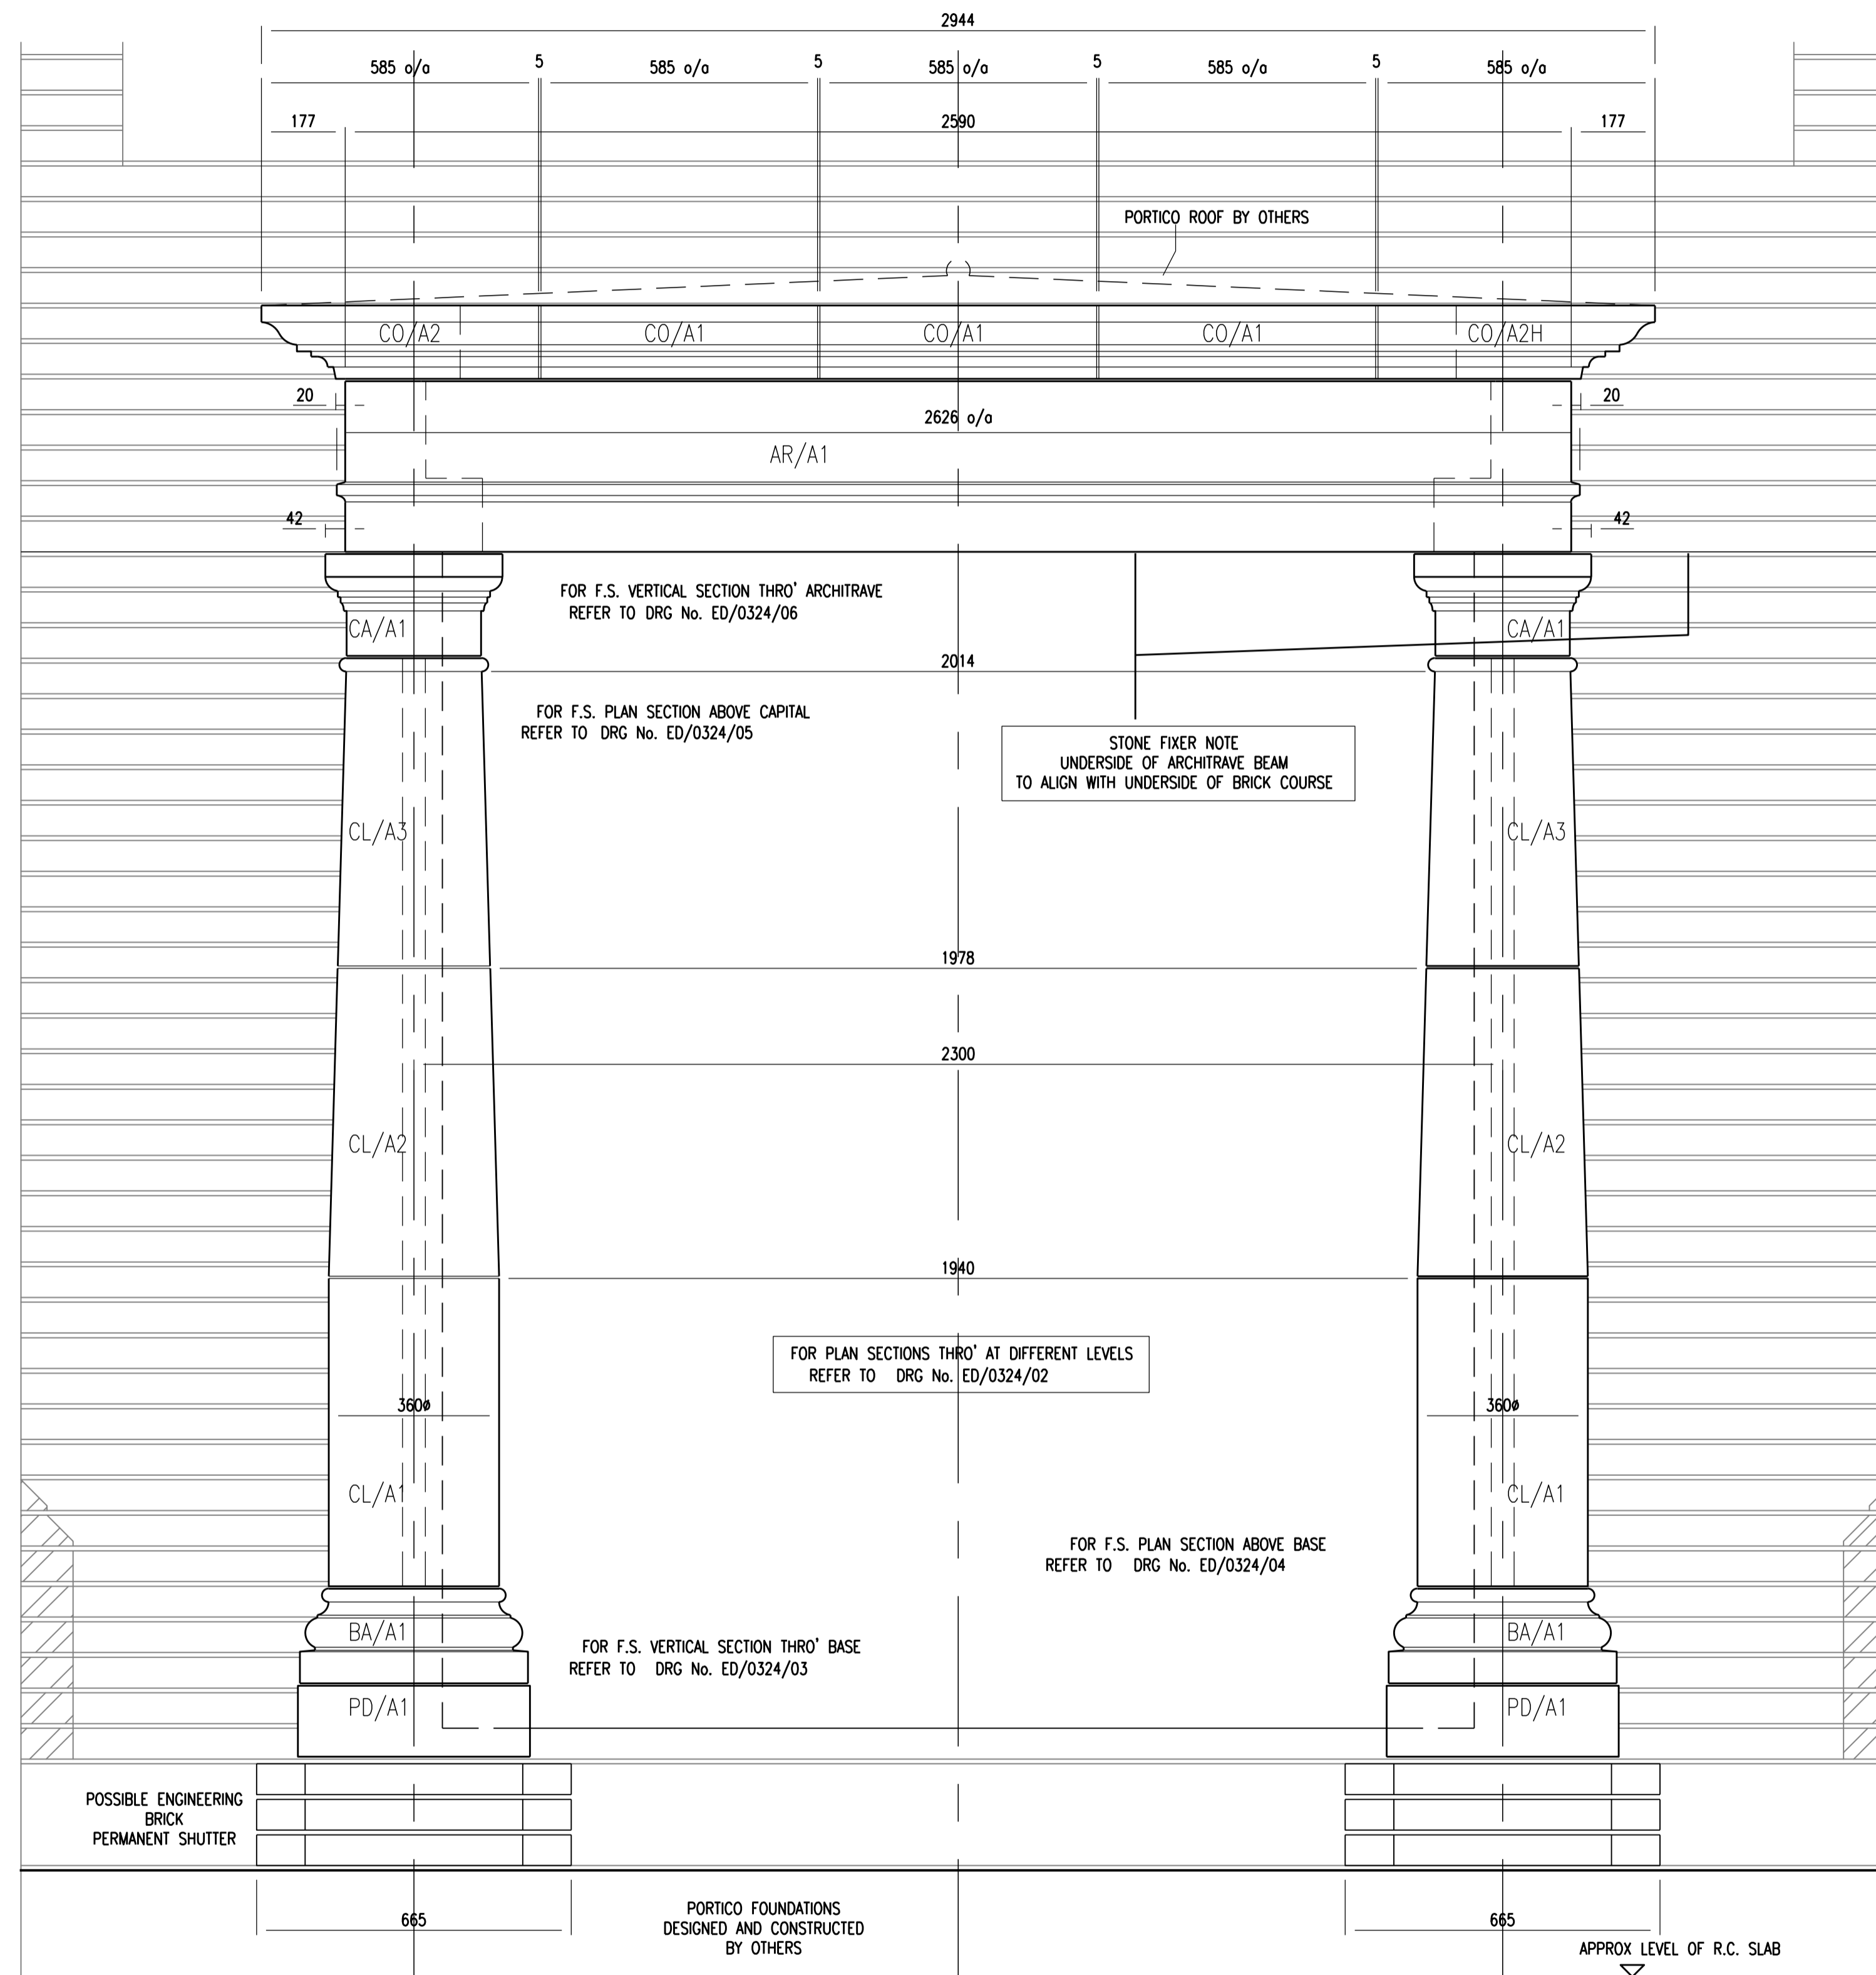 2944
585 o/a 5 585 o/a 5 585 o/a 5 585 o/a 5 585 o/a
177 2590 177
PORTICO ROOF BY OTHERS
CO/A2 CO/A1 CO/A1 CO/A1 CO/A2H
20 20
2626 o/a
AR/A1
42 42
FOR F.S. VERTICAL SECTION THRO' ARCHITRAVE
REFER TO DRG No. ED/0324/06
CA/A1 CA/A1
2014
FOR F.S. PLAN SECTION ABOVE CAPITAL
REFER TO DRG No. ED/0324/05
STONE FIXER NOTE
UNDERSIDE OF ARCHITRAVE BEAM
TO ALIGN WITH UNDERSIDE OF BRICK COURSE
CL/A3 CL/A3
1978
2300
CL/A2 CL/A2
1940
FOR PLAN SECTIONS THRO' AT DIFFERENT LEVELS
REFER TO DRG No. ED/0324/02
360ø 360ø
CL/A1 CL/A1
FOR F.S. PLAN SECTION ABOVE BASE
REFER TO DRG No. ED/0324/04
BA/A1 BA/A1
FOR F.S. VERTICAL SECTION THRO' BASE
REFER TO DRG No. ED/0324/03
PD/A1 PD/A1
POSSIBLE ENGINEERING
BRICK
PERMANENT SHUTTER
665 665
PORTICO FOUNDATIONS
DESIGNED AND CONSTRUCTED
BY OTHERS
APPROX LEVEL OF R.C. SLAB